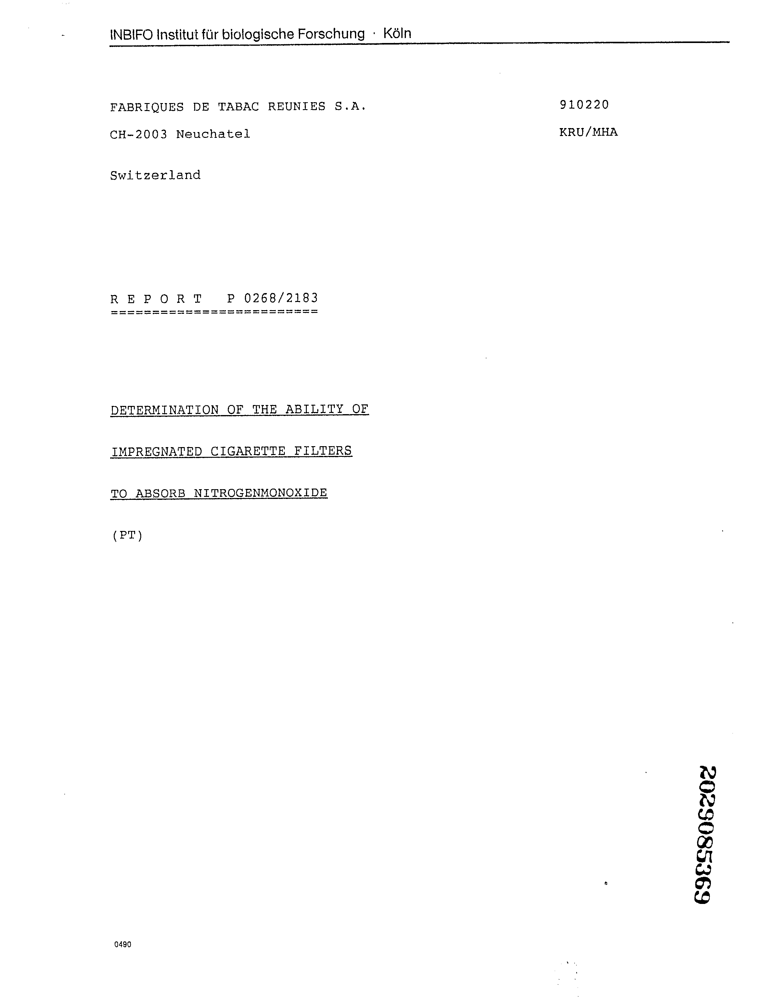 INBIFO Institut für biologische Forschung · Köln
FABRIQUES DE TABAC REUNIES S.A. 910220
CH-2003 Neuchatel KRU/MHA
Switzerland
R E P O R T P 0268/2183
=========================
DETERMINATION OF THE ABILITY OF
IMPREGNATED CIGARETTE FILTERS
TO ABSORB NITROGENMONOXIDE
(PT)
2029085369
0490